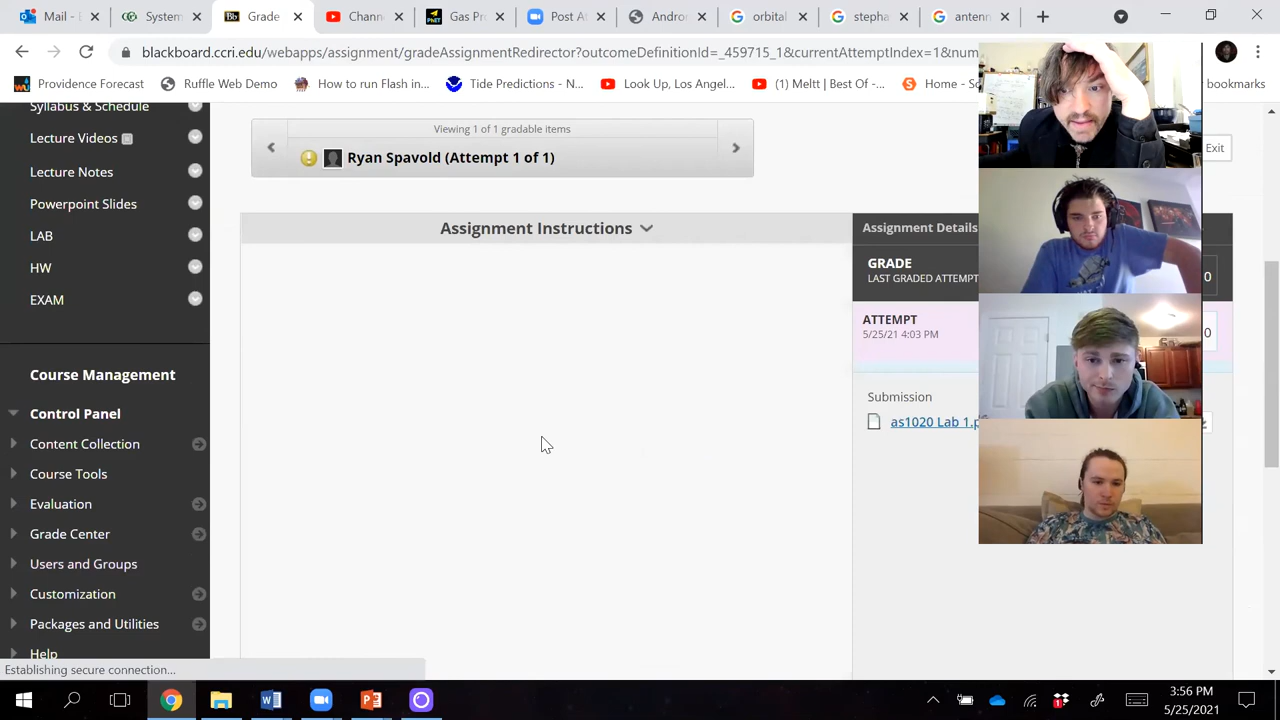 Mail -
System
Grade
Chann
Gas Pr
Post At
Andro
orbital
stepha
antenn
blackboard.ccri.edu/webapps/assignment/gradeAssignmentRedirector?outcomeDefinitionId=_459715_1&currentAttemptIndex=1&num
Providence Forecast
Ruffle Web Demo
How to run Flash in...
Tide Prediction...
Look Up, Los Angel...
(1) Meltt | Best Of -...
Home - S
bookmarks
Syllabus & Schedule
Lecture Videos
Lecture Notes
Powerpoint Slides
LAB
HW
EXAM
Course Management
Control Panel
Content Collection
Course Tools
Evaluation
Grade Center
Users and Groups
Customization
Packages and Utilities
Help
Viewing 1 of 1 gradable items
Ryan Spavold (Attempt 1 of 1)
Exit
Assignment Instructions
Assignment Details
GRADE
LAST GRADED ATTEMPT
0
ATTEMPT
5/25/21 4:03 PM
0
Submission
as1020 Lab 1.p
Establishing secure connection...
3:56 PM
5/25/2021